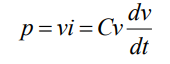 p = vi = Cv dv/dt